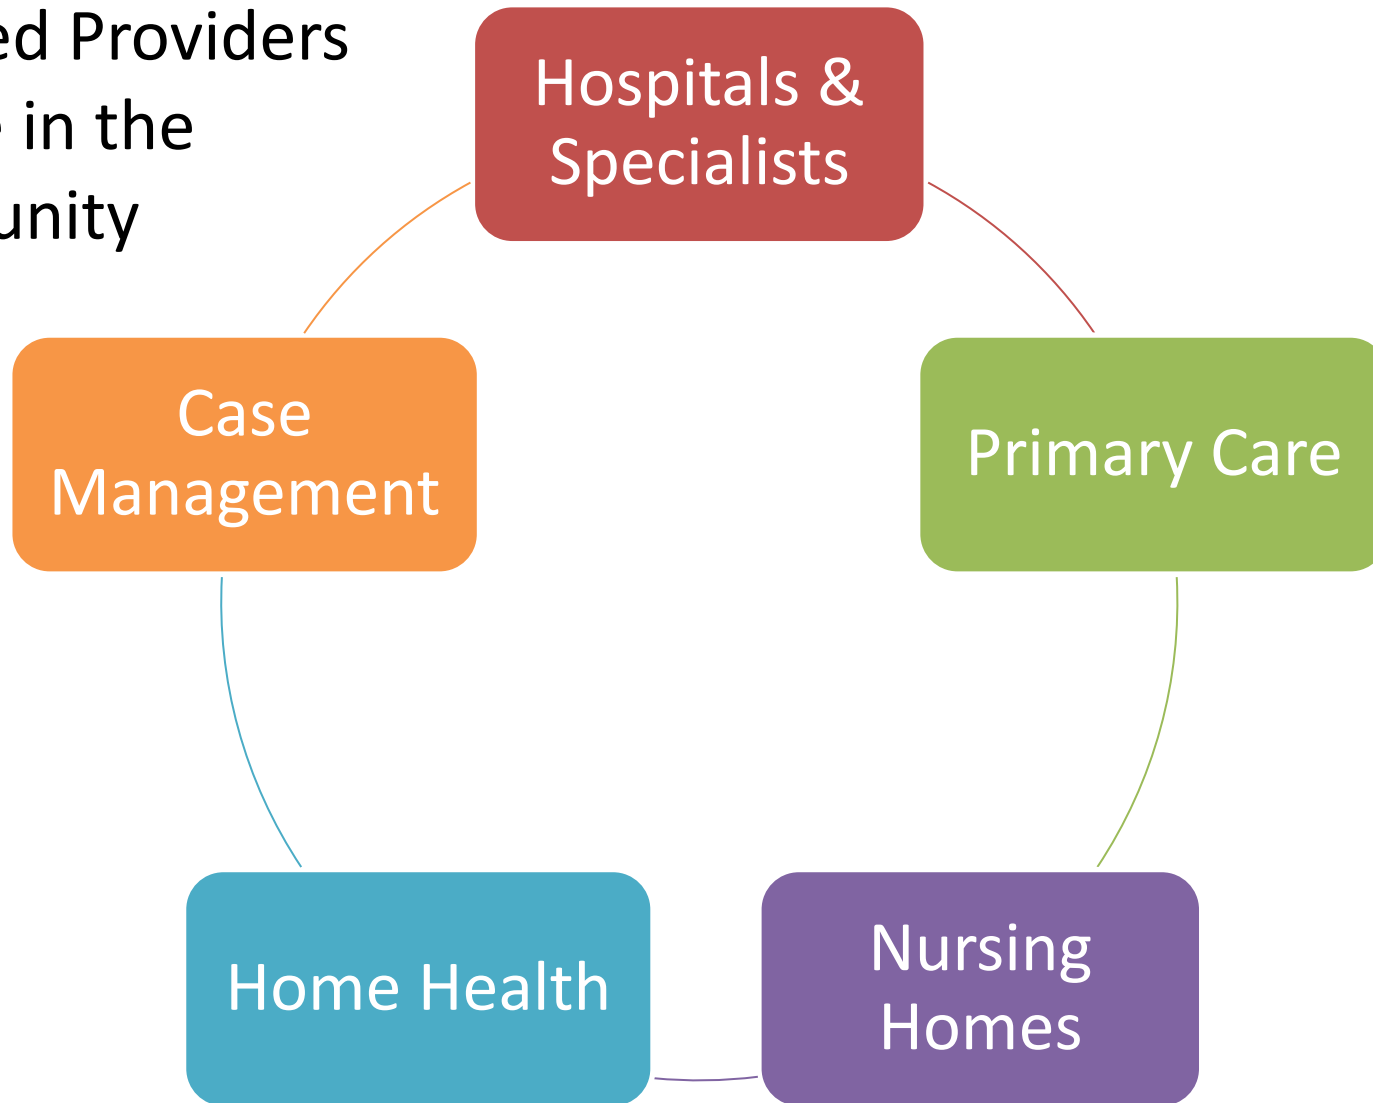 ed Providers
in the
unity
Hospitals &
Specialists
Case
Management
Primary Care
Home Health
Nursing
Homes